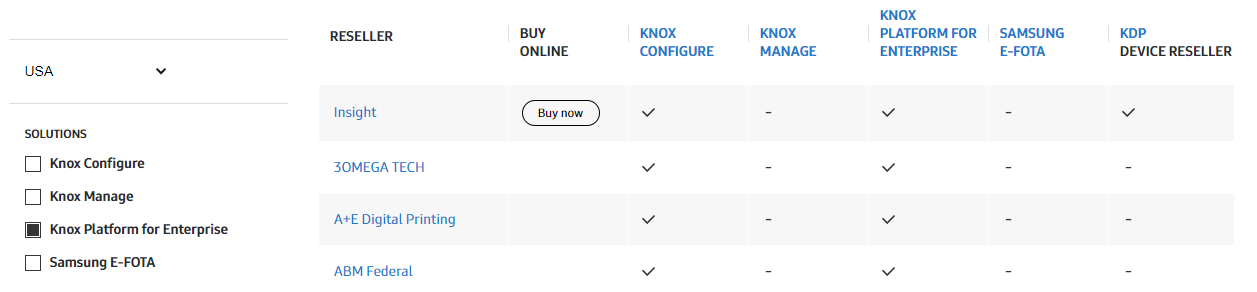 USA
SOLUTIONS
Knox Configure
Knox Manage
Knox Platform for Enterprise
Samsung E-FOTA
RESELLER
BUY
ONLINE
KNOX
CONFIGURE
KNOX
MANAGE
KNOX
PLATFORM FOR
ENTERPRISE
SAMSUNG
E-FOTA
KDP
DEVICE RESELLER
Insight Buy now ✓ – ✓ – ✓
3OMEGA TECH ✓ – ✓ – –
A+E Digital Printing ✓ – ✓ – –
ABM Federal ✓ – ✓ – –